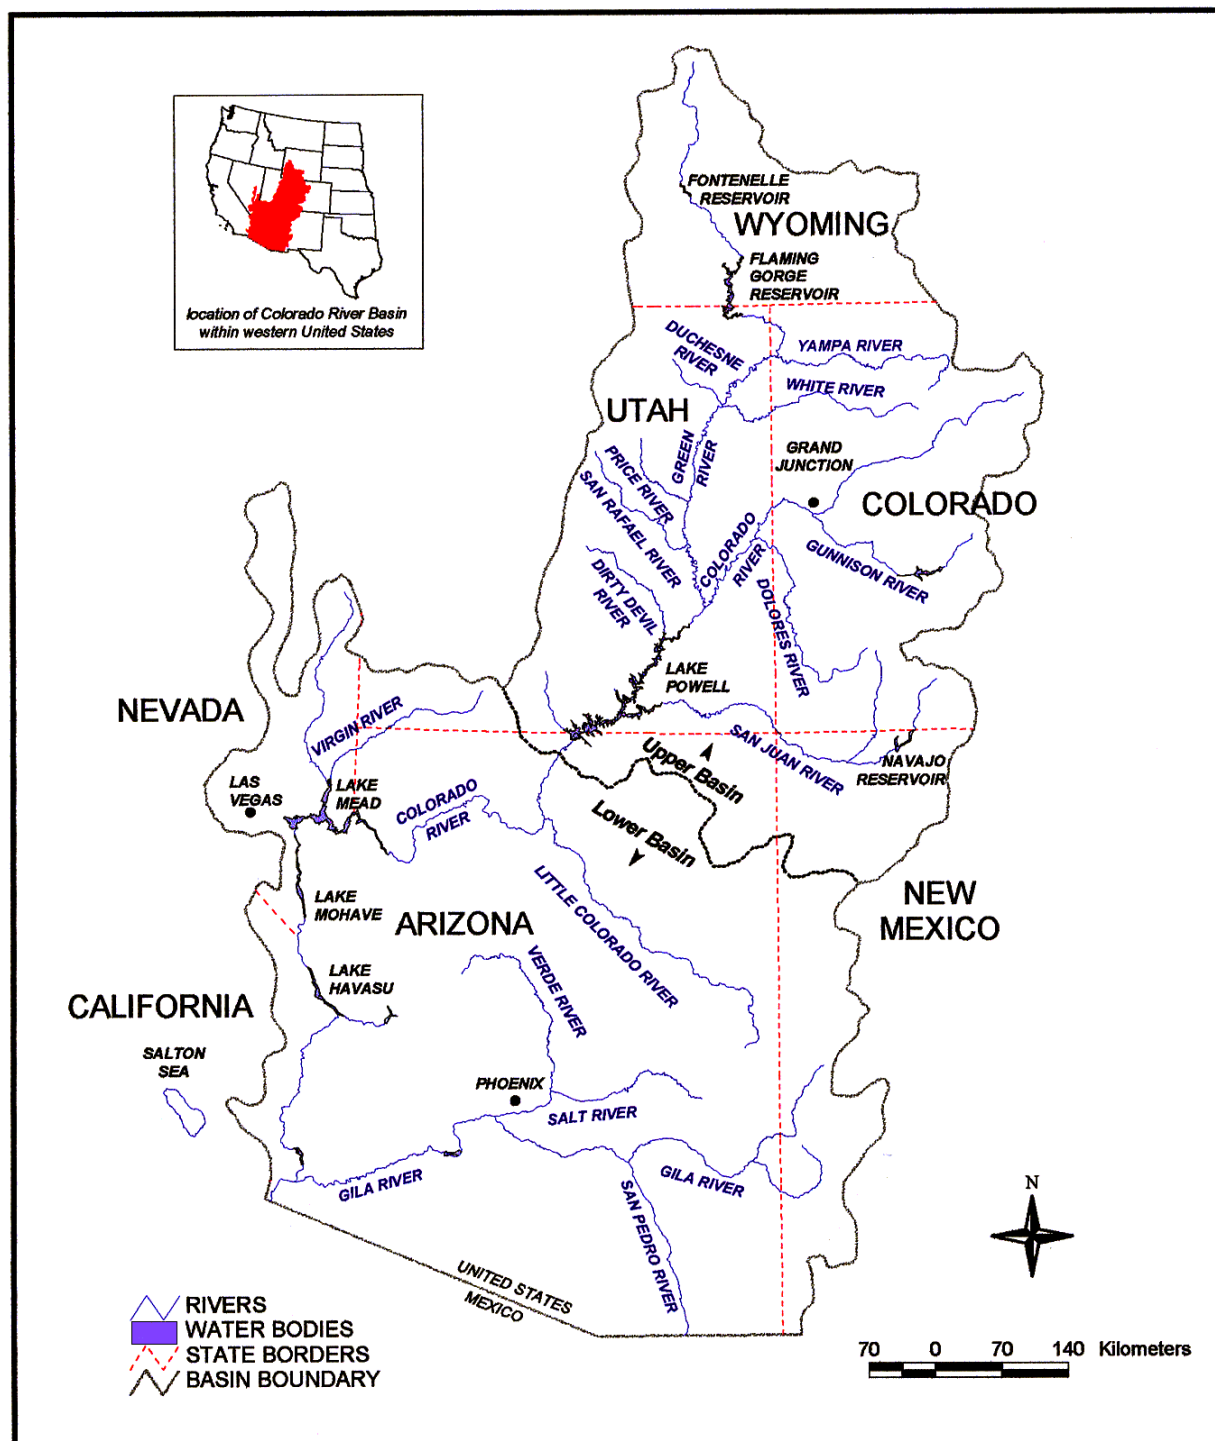 location of Colorado River Basin
within western United States
FONTENELLE
RESERVOIR
WYOMING
FLAMING
GORGE
RESERVOIR
DUCHESNE
RIVER
YAMPA RIVER
WHITE RIVER
UTAH
GREEN
RIVER
PRICE RIVER
SAN RAFAEL RIVER
GRAND
JUNCTION
COLORADO
COLORADO
RIVER
GUNNISON RIVER
DIRTY DEVIL
RIVER
DOLORES RIVER
LAKE
POWELL
NEVADA
VIRGIN RIVER
SAN JUAN RIVER
NAVAJO
RESERVOIR
Upper Basin
Lower Basin
LAS
VEGAS
LAKE
MEAD
COLORADO
RIVER
LITTLE COLORADO RIVER
NEW
MEXICO
LAKE
MOHAVE
ARIZONA
VERDE RIVER
LAKE
HAVASU
CALIFORNIA
SALTON
SEA
PHOENIX
SALT RIVER
GILA RIVER
GILA RIVER
SAN PEDRO RIVER
N
UNITED STATES
MEXICO
RIVERS
WATER BODIES
STATE BORDERS
BASIN BOUNDARY
70 0 70 140 Kilometers